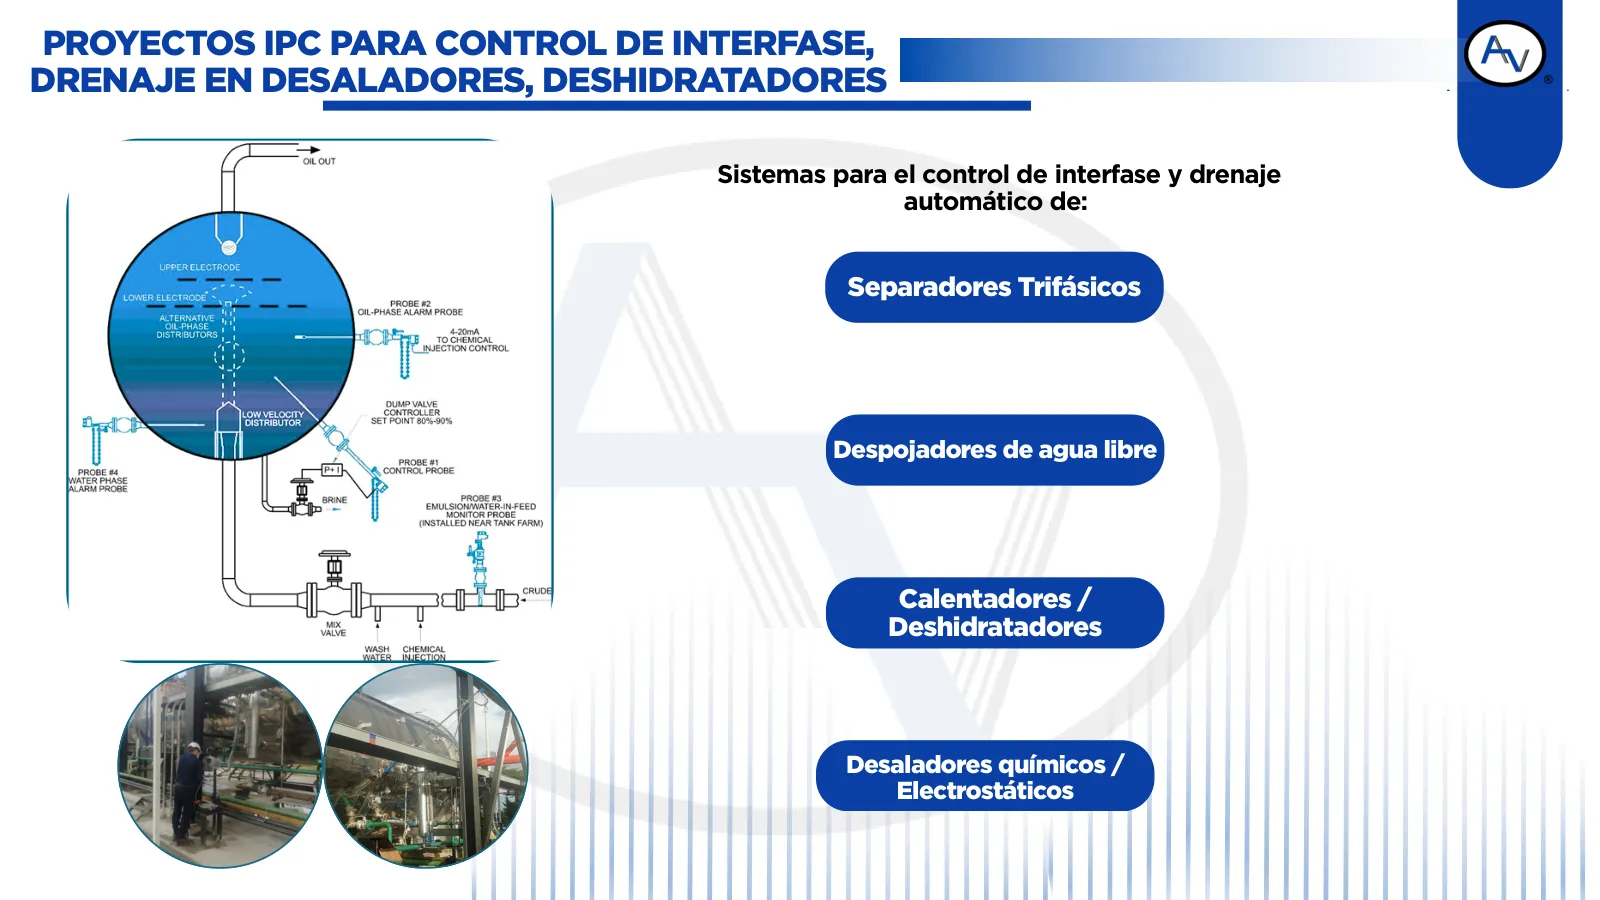 PROYECTOS IPC PARA CONTROL DE INTERFASE,
DRENAJE EN DESALADORES, DESHIDRATADORES
AV
®
OIL OUT
UPPER ELECTRODE
LOWER ELECTRODE
ALTERNATIVE
OIL-PHASE
DISTRIBUTORS
PROBE #2
OIL-PHASE ALARM PROBE
4-20mA
TO CHEMICAL
INJECTION CONTROL
DUMP VALVE
CONTROLLER
SET POINT 80%-90%
LOW VELOCITY
DISTRIBUTOR
PROBE #4
WATER PHASE
ALARM PROBE
P+ I
PROBE #1
CONTROL PROBE
BRINE
PROBE #3
EMULSION/WATER-IN-FEED
MONITOR PROBE
(INSTALLED NEAR TANK FARM)
CRUDE
MIX
VALVE
WASH
WATER
CHEMICAL
INJECTION
Sistemas para el control de interfase y drenaje
automático de:
Separadores Trifásicos
Despojadores de agua libre
Calentadores /
Deshidratadores
Desaladores químicos /
Electrostáticos